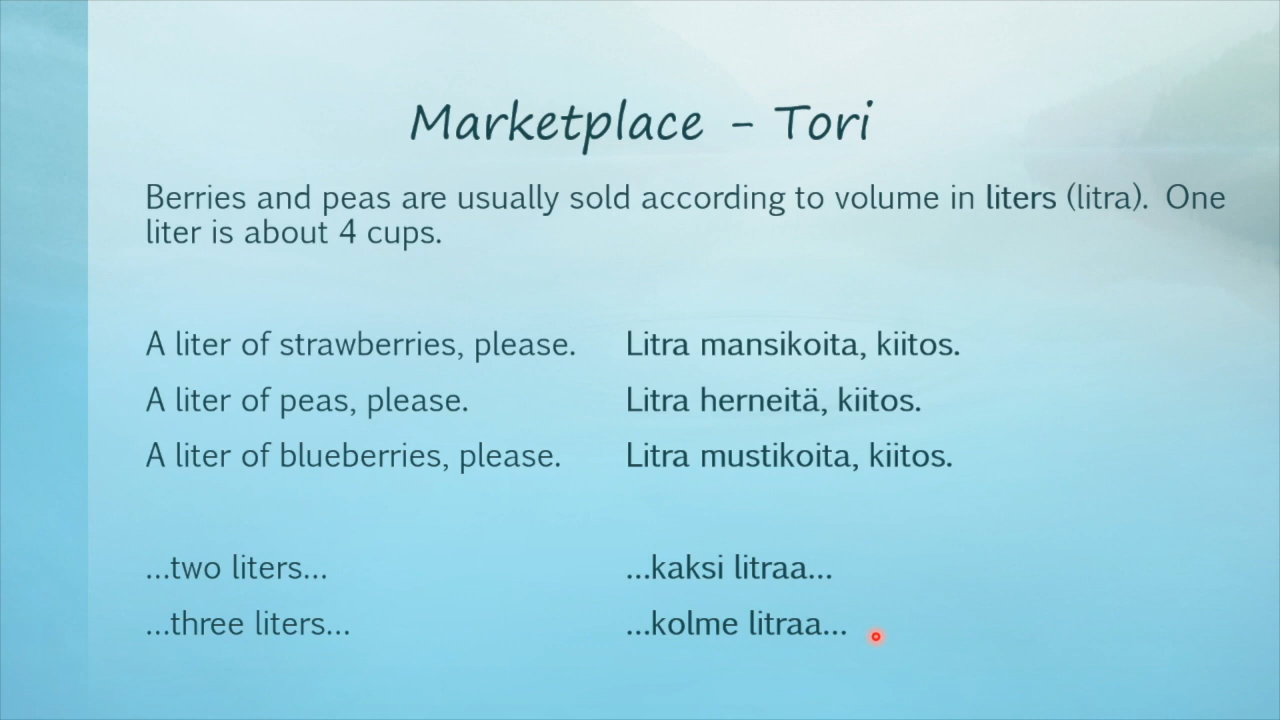 Marketplace - Tori
Berries and peas are usually sold according to volume in liters (litra). One
liter is about 4 cups.
A liter of strawberries, please. Litra mansikoita, kiitos.
A liter of peas, please. Litra herneitä, kiitos.
A liter of blueberries, please. Litra mustikoita, kiitos.
...two liters... ...kaksi litraa...
...three liters... ...kolme litraa...